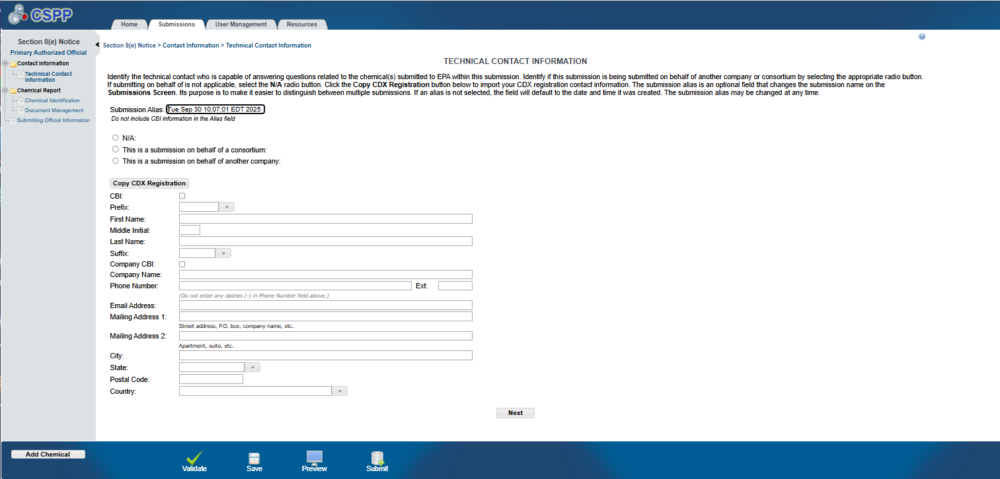 CSPP
Home Submissions User Management Resources
Section 8(e) Notice
Primary Authorized Official
Contact Information
Technical Contact
Information
Chemical Report
Chemical Identification
Document Management
Submitting Official Information
Section 8(e) Notice > Contact Information > Technical Contact Information
TECHNICAL CONTACT INFORMATION
Identify the technical contact who is capable of answering questions related to the chemical(s) submitted to EPA within this submission. Identify if this submission is being submitted on behalf of another company or consortium by selecting the appropriate radio button.
If submitting on behalf of is not applicable, select the N/A radio button. Click the Copy CDX Registration button below to import your CDX registration contact information. The submission alias is an optional field that changes the submission name on the
Submissions Screen. Its purpose is to make it easier to distinguish between multiple submissions. If an alias is not selected, the field will default to the date and time it was created. The submission alias may be changed at any time.
Submission Alias: Tue Sep 30 10:07:01 EDT 2025
Do not include CBI information in the Alias field
N/A:
This is a submission on behalf of a consortium:
This is a submission on behalf of another company:
Copy CDX Registration
CBI:
Prefix:
First Name:
Middle Initial:
Last Name:
Suffix:
Company CBI:
Company Name:
Phone Number: Ext:
(Do not enter any dashes (-) in Phone Number field above.)
Email Address:
Mailing Address 1:
Street address, P.O. box, company name, etc.
Mailing Address 2:
Apartment, suite, etc.
City:
State:
Postal Code:
Country:
Next
Add Chemical
Validate Save Preview Submit